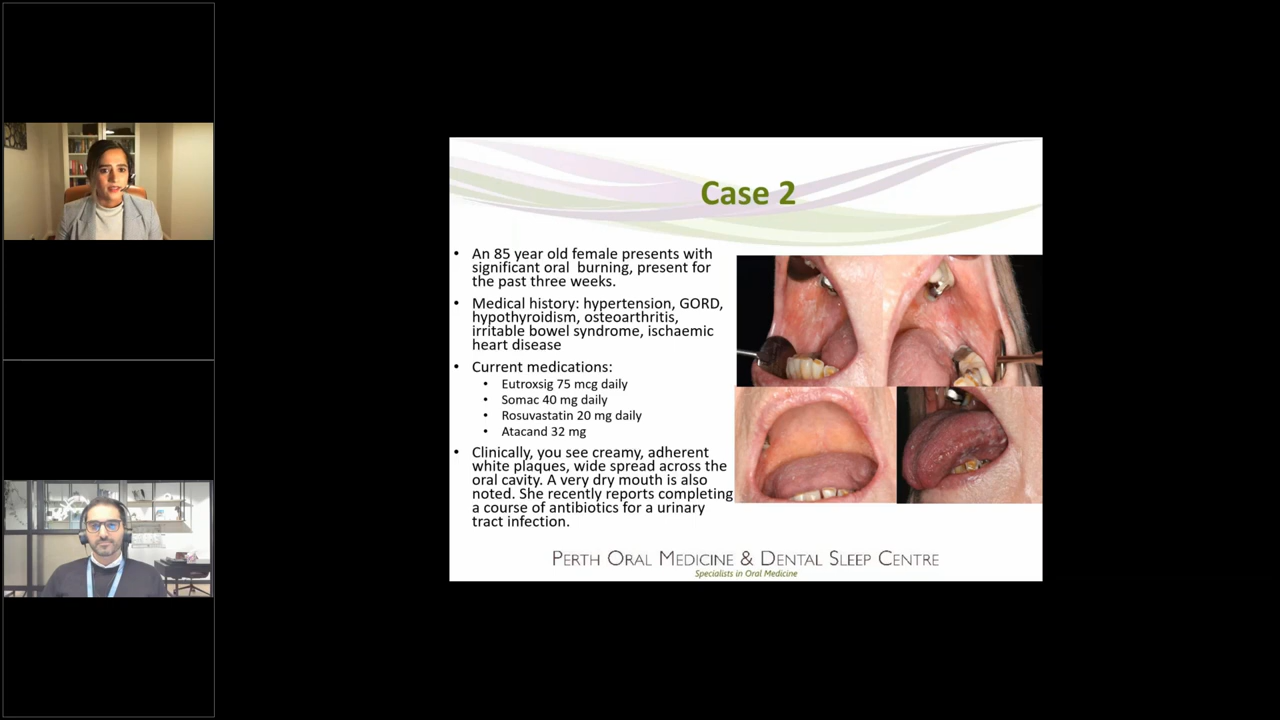 Case 2
• An 85 year old female presents with
significant oral burning, present for
the past three weeks.
• Medical history: hypertension, GORD,
hypothyroidism, osteoarthritis,
irritable bowel syndrome, ischaemic
heart disease
• Current medications:
• Eutroxsig 75 mcg daily
• Somac 40 mg daily
• Rosuvastatin 20 mg daily
• Atacand 32 mg
• Clinically, you see creamy, adherent
white plaques, wide spread across the
oral cavity. A very dry mouth is also
noted. She recently reports completing
a course of antibiotics for a urinary
tract infection.
PERTH ORAL MEDICINE & DENTAL SLEEP CENTRE
Specialists in Oral Medicine